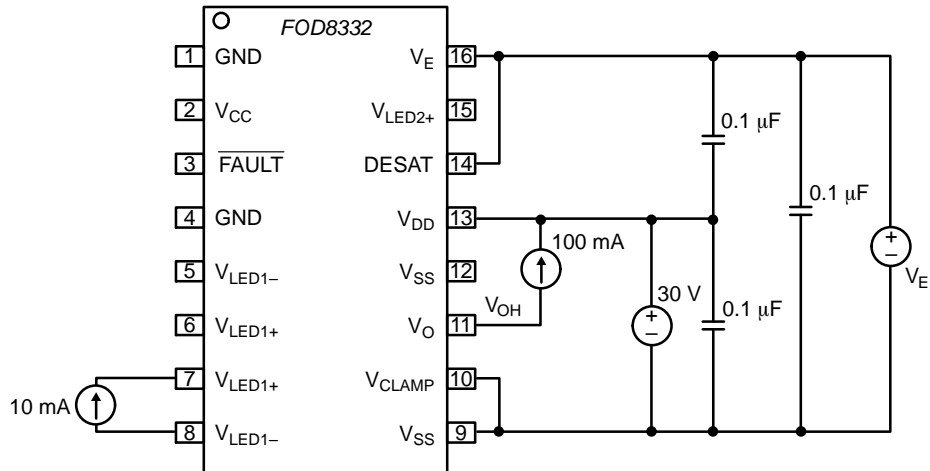 FOD8332
1 GND
2 VCC
3 FAULT
4 GND
5 VLED1–
6 VLED1+
7 VLED1+
8 VLED1–
VE 16
VLED2+ 15
DESAT 14
VDD 13
VSS 12
VO 11
VCLAMP 10
VSS 9
10 mA
VOH
100 mA
30 V
+
–
0.1 μF
0.1 μF
0.1 μF
+
–
VE